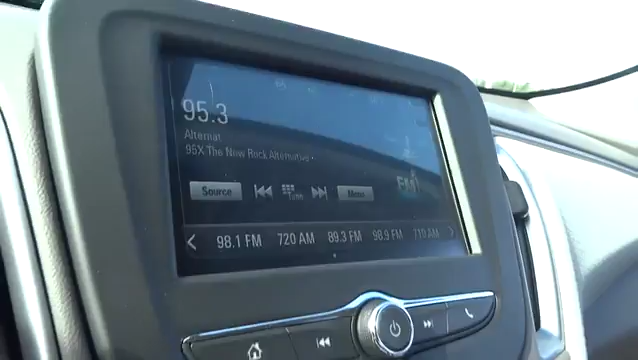 95.3
Alternat
95X The New Rock Alternative
Source Tune Menu
FM
98.1 FM 720 AM 89.3 FM 98.9 FM 710 AM